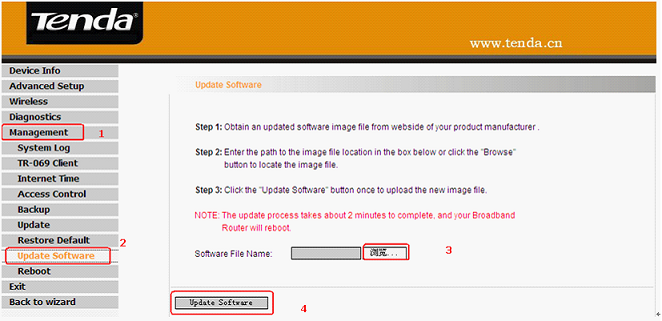 Tenda
www.tenda.cn
Device Info
Advanced Setup
Wireless
Diagnostics
Management 1
System Log
TR-069 Client
Internet Time
Access Control
Backup
Update
Restore Default
2
Update Software
Reboot
Exit
Back to wizard
Update Software
Step 1: Obtain an updated software image file from webside of your product manufacturer .
Step 2: Enter the path to the image file location in the box below or click the "Browse"
button to locate the image file.
Step 3: Click the "Update Software" button once to upload the new image file.
NOTE: The update process takes about 2 minutes to complete, and your Broadband
Router will reboot.
Software File Name: 浏览... 3
Update Software 4